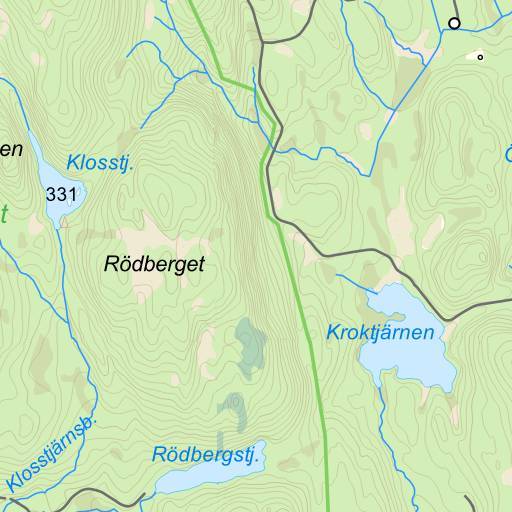 en
Klosstj.
331
t
Rödberget
Kroktjärnen
Klosstjärnsb.
Rödbergstj.